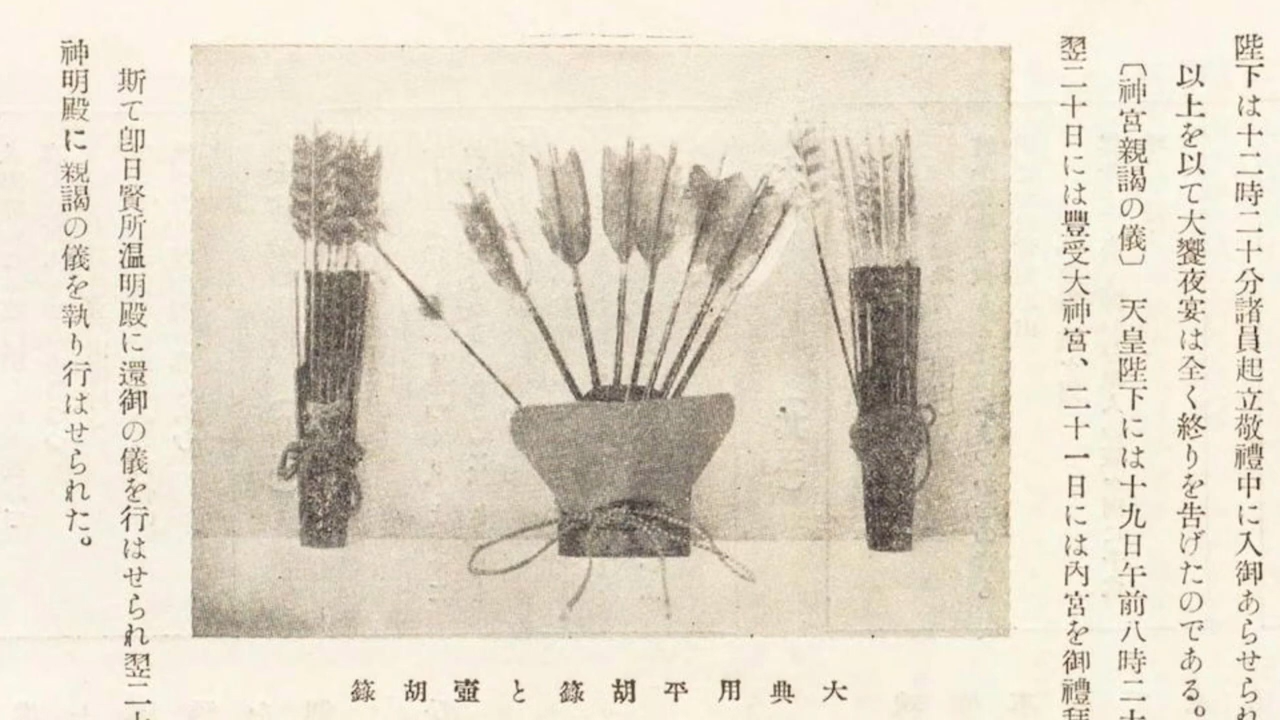 陛下は十二時二十分諸員起立敬禮中に入御あらせられ
以上を以て大饗夜宴は全く終りを告げたのである。
〔神宮親謁の儀〕 天皇陛下には十九日午前八時二十
翌二十日には豐受大神宮、二十一日には內宮を御禮拜
大典用平胡籙と壺胡籙
斯て卽日賢所温明殿に還御の儀を行はせられ翌二十
神明殿に親謁の儀を執り行はせられた。